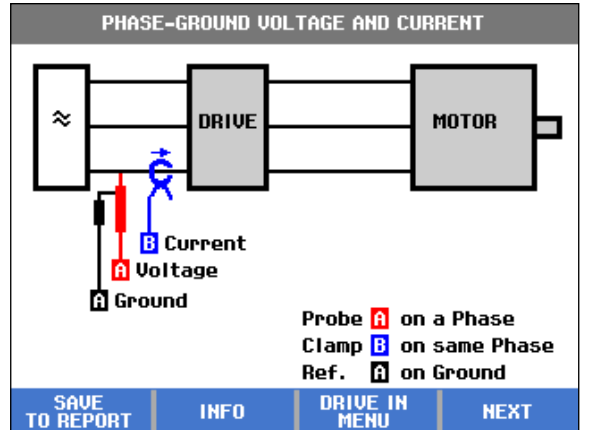 PHASE-GROUND VOLTAGE AND CURRENT
≈
DRIVE
MOTOR
B Current
A Voltage
A Ground
Probe A on a Phase
Clamp B on same Phase
Ref. A on Ground
SAVE
TO REPORT
INFO
DRIVE IN
MENU
NEXT